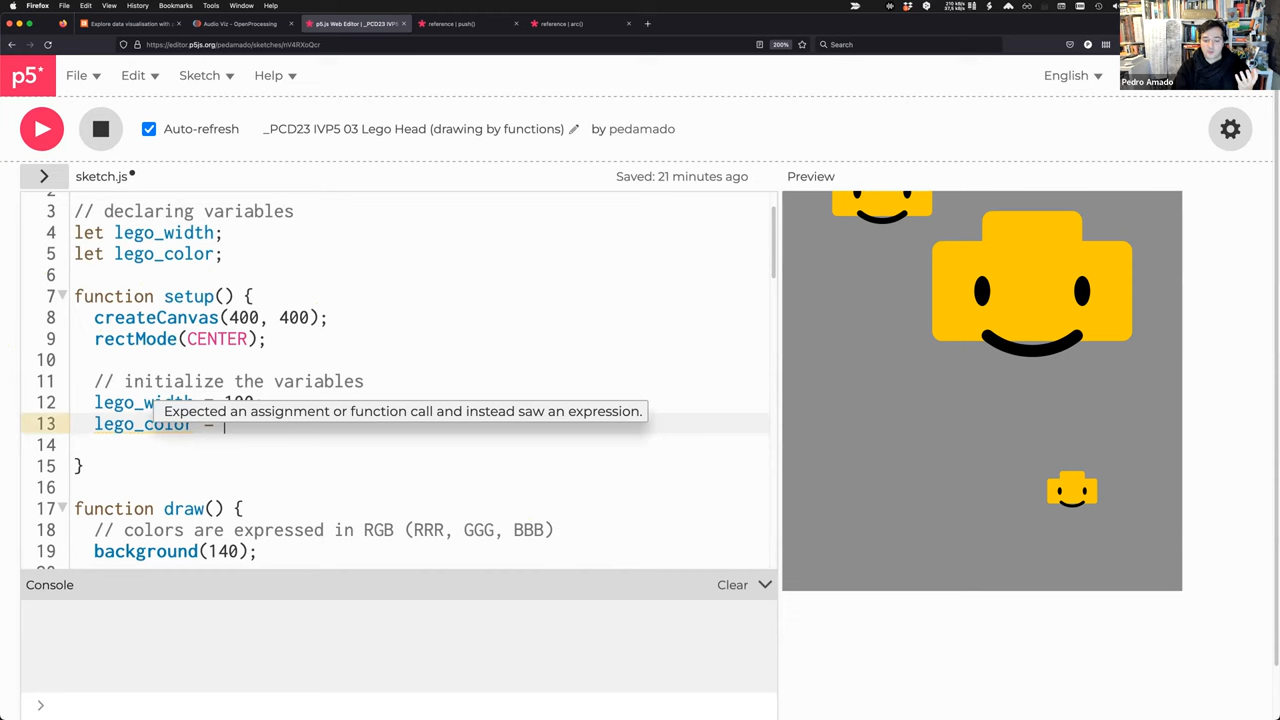 Firefox File Edit View History Bookmarks Tools Window Help
Explore data visualisation with p
Audio Viz - OpenProcessing
p5.js Web Editor | _PCD23 IVP5
reference | push()
reference | arc()
https://editor.p5js.org/pedamado/sketches/nV4RXoQcr
200%
Search
Pedro Amado
p5* File Edit Sketch Help English
Auto-refresh _PCD23 IVP5 03 Lego Head (drawing by functions) by pedamado
sketch.js Saved: 21 minutes ago Preview
2
3 // declaring variables
4 let lego_width;
5 let lego_color;
6
7 function setup() {
8 createCanvas(400, 400);
9 rectMode(CENTER);
10
11 // initialize the variables
12 lego_width = 100;
Expected an assignment or function call and instead saw an expression.
13 lego_color =
14
15 }
16
17 function draw() {
18 // colors are expressed in RGB (RRR, GGG, BBB)
19 background(140);
Console Clear
>